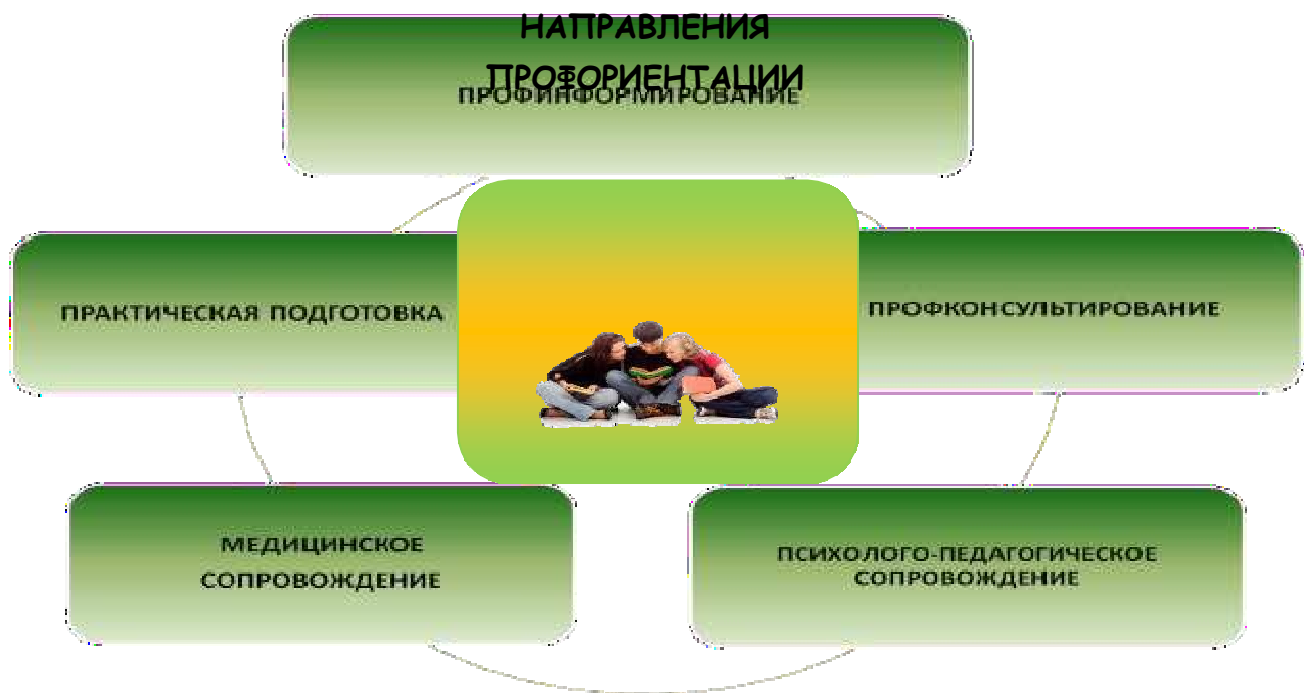 НАПРАВЛЕНИЯ
ПРОФОРИЕНТАЦИИ
ПРОФИНФОРМИРОВАНИЕ
ПРАКТИЧЕСКАЯ ПОДГОТОВКА
ПРОФКОНСУЛЬТИРОВАНИЕ
МЕДИЦИНСКОЕ
СОПРОВОЖДЕНИЕ
ПСИХОЛОГО-ПЕДАГОГИЧЕСКОЕ
СОПРОВОЖДЕНИЕ